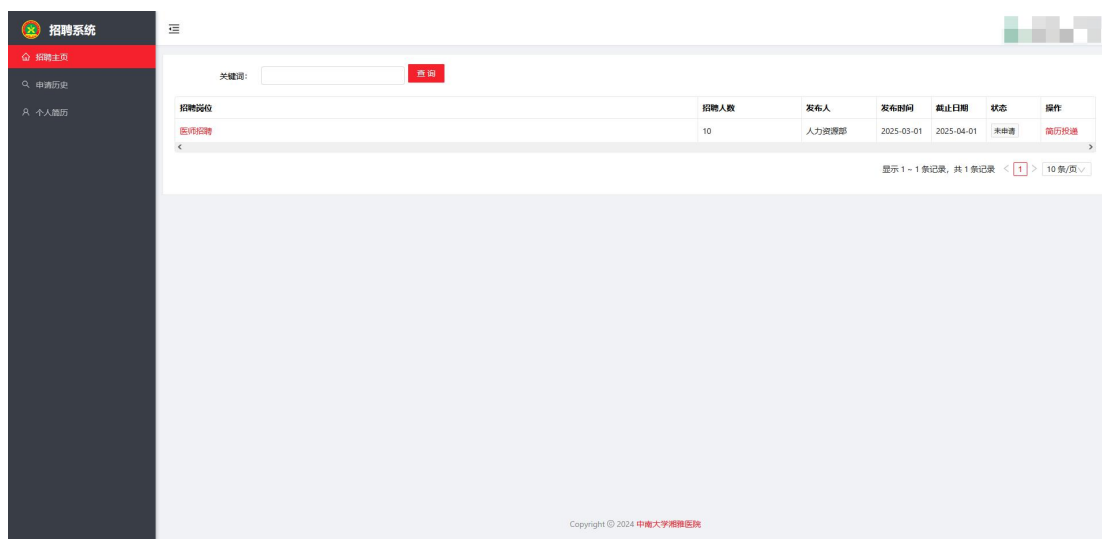 招聘系统
招聘主页
申请历史
个人简历
关键词：
查 询
招聘岗位 招聘人数 发布人 发布时间 截止日期 状态 操作
医师招聘 10 人力资源部 2025-03-01 2025-04-01 未申请 简历投递
显示 1 - 1 条记录，共 1 条记录 < 1 > 10 条/页
Copyright © 2024 中南大学湘雅医院